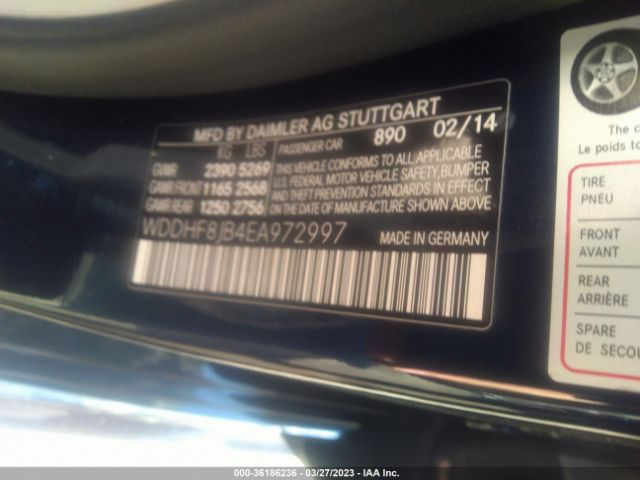 MFD BY DAIMLER AG STUTTGART
KG LBS
PASSENGER CAR 890 02/14
GVWR 2390 5269
GAWR FRONT 1165 2568
GAWR REAR 1250 2756
THIS VEHICLE CONFORMS TO ALL APPLICABLE
U.S. FEDERAL MOTOR VEHICLE SAFETY, BUMPER
AND THEFT PREVENTION STANDARDS IN EFFECT
ON THE DATE OF MANUFACTURE SHOWN ABOVE.
WDDHF8JB4EA972997
MADE IN GERMANY
The c
Le poids to
TIRE
PNEU
FRONT
AVANT
REAR
ARRIÈRE
SPARE
DE SECOU
000-36186236 - 03/27/2023 - IAA Inc.